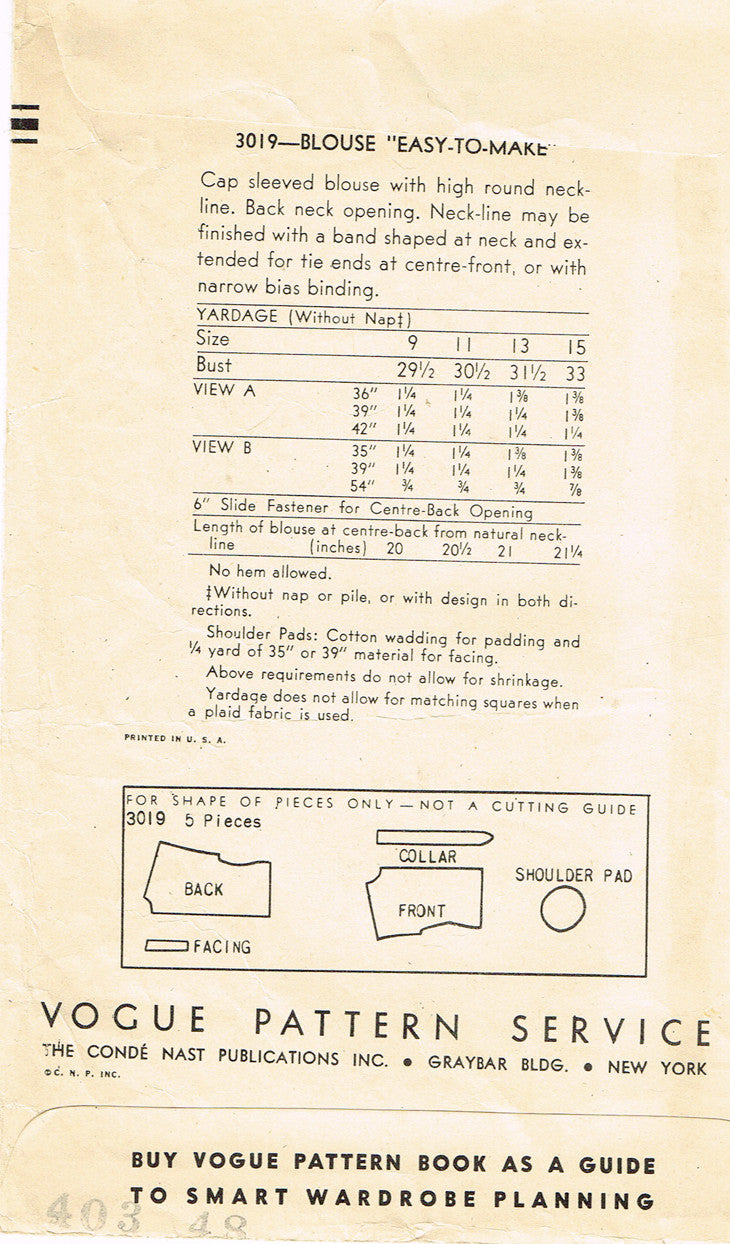 3019—BLOUSE "EASY-TO-MAKE"
Cap sleeved blouse with high round neck-
line. Back neck opening. Neck-line may be
finished with a band shaped at neck and ex-
tended for tie ends at centre-front, or with
narrow bias binding.
YARDAGE (Without Nap‡)
Size 9 11 13 15
Bust 29½ 30½ 31½ 33
VIEW A 36" 1¼ 1¼ 1⅜ 1⅜
39" 1¼ 1¼ 1¼ 1⅜
42" 1¼ 1¼ 1¼ 1¼
VIEW B 35" 1¼ 1¼ 1⅜ 1⅜
39" 1¼ 1¼ 1¼ 1⅜
54" ¾ ¾ ¾ ⅞
6" Slide Fastener for Centre-Back Opening
Length of blouse at centre-back from natural neck-
line (inches) 20 20½ 21 21¼
No hem allowed.
‡Without nap or pile, or with design in both di-
rections.
Shoulder Pads: Cotton wadding for padding and
¼ yard of 35" or 39" material for facing.
Above requirements do not allow for shrinkage.
Yardage does not allow for matching squares when
a plaid fabric is used.
PRINTED IN U. S. A.
FOR SHAPE OF PIECES ONLY—NOT A CUTTING GUIDE
3019 5 Pieces
COLLAR
BACK
FRONT
SHOULDER PAD
FACING
VOGUE PATTERN SERVICE
THE CONDÉ NAST PUBLICATIONS INC. • GRAYBAR BLDG. • NEW YORK
©C. N. P. INC.
BUY VOGUE PATTERN BOOK AS A GUIDE
TO SMART WARDROBE PLANNING
403 48